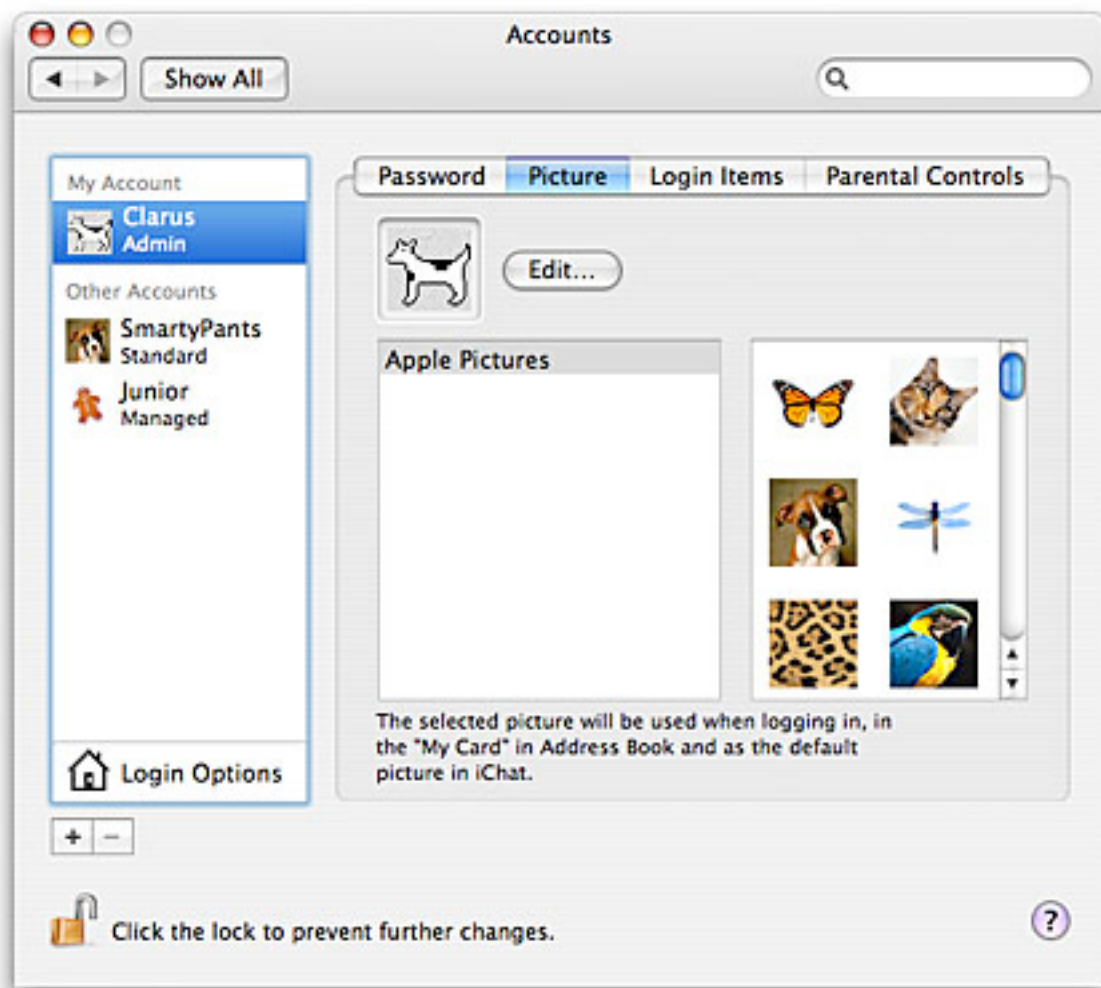 Accounts
Show All
My Account
Clarus
Admin
Other Accounts
SmartyPants
Standard
Junior
Managed
Login Options
Password
Picture
Login Items
Parental Controls
Edit...
Apple Pictures
The selected picture will be used when logging in, in
the "My Card" in Address Book and as the default
picture in iChat.
+
−
Click the lock to prevent further changes.
?